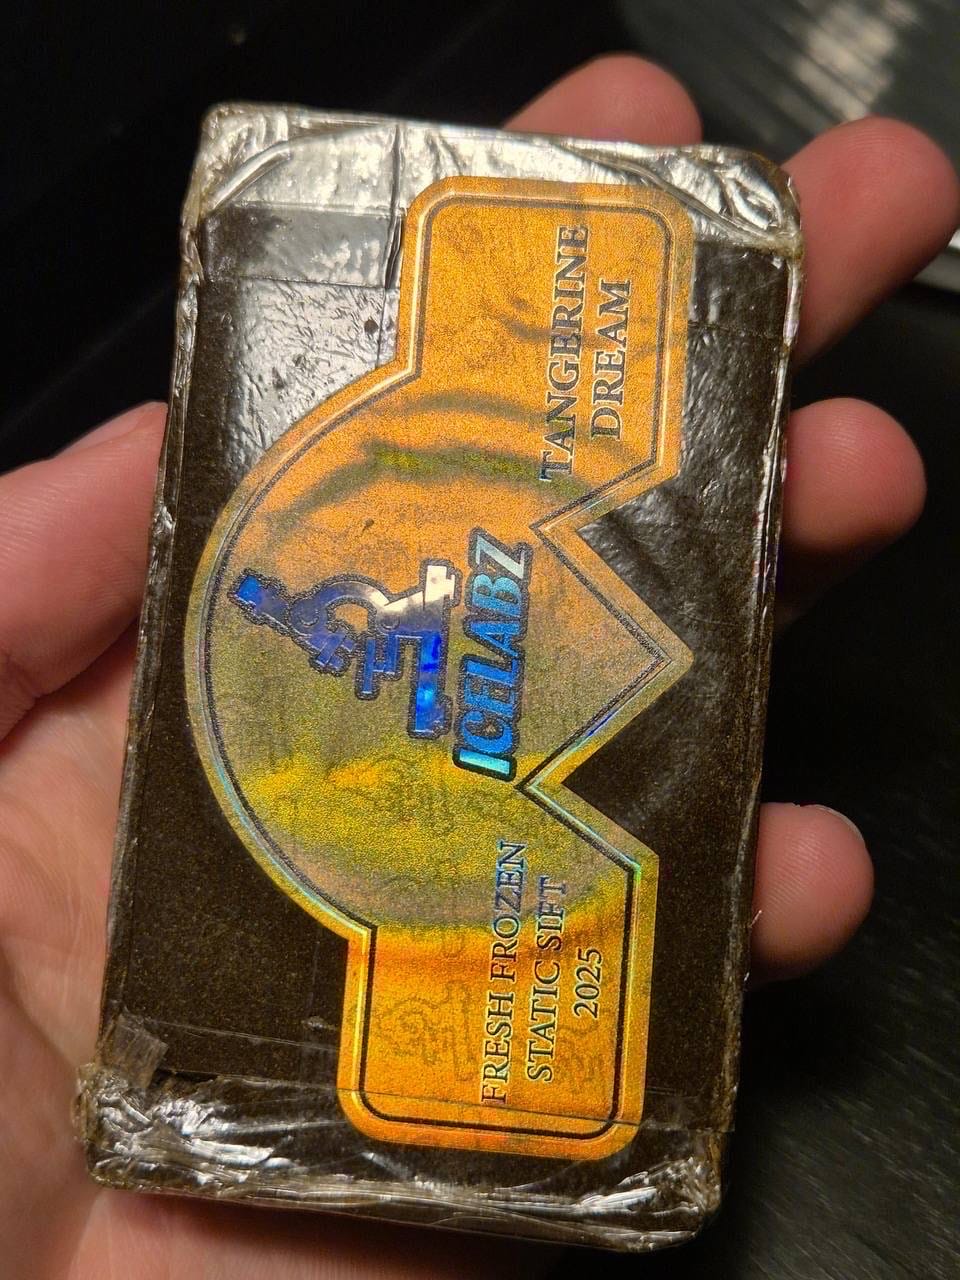 FRESH FROZEN
STATIC SIFT
2025
ICELABZ
TANGERINE
DREAM